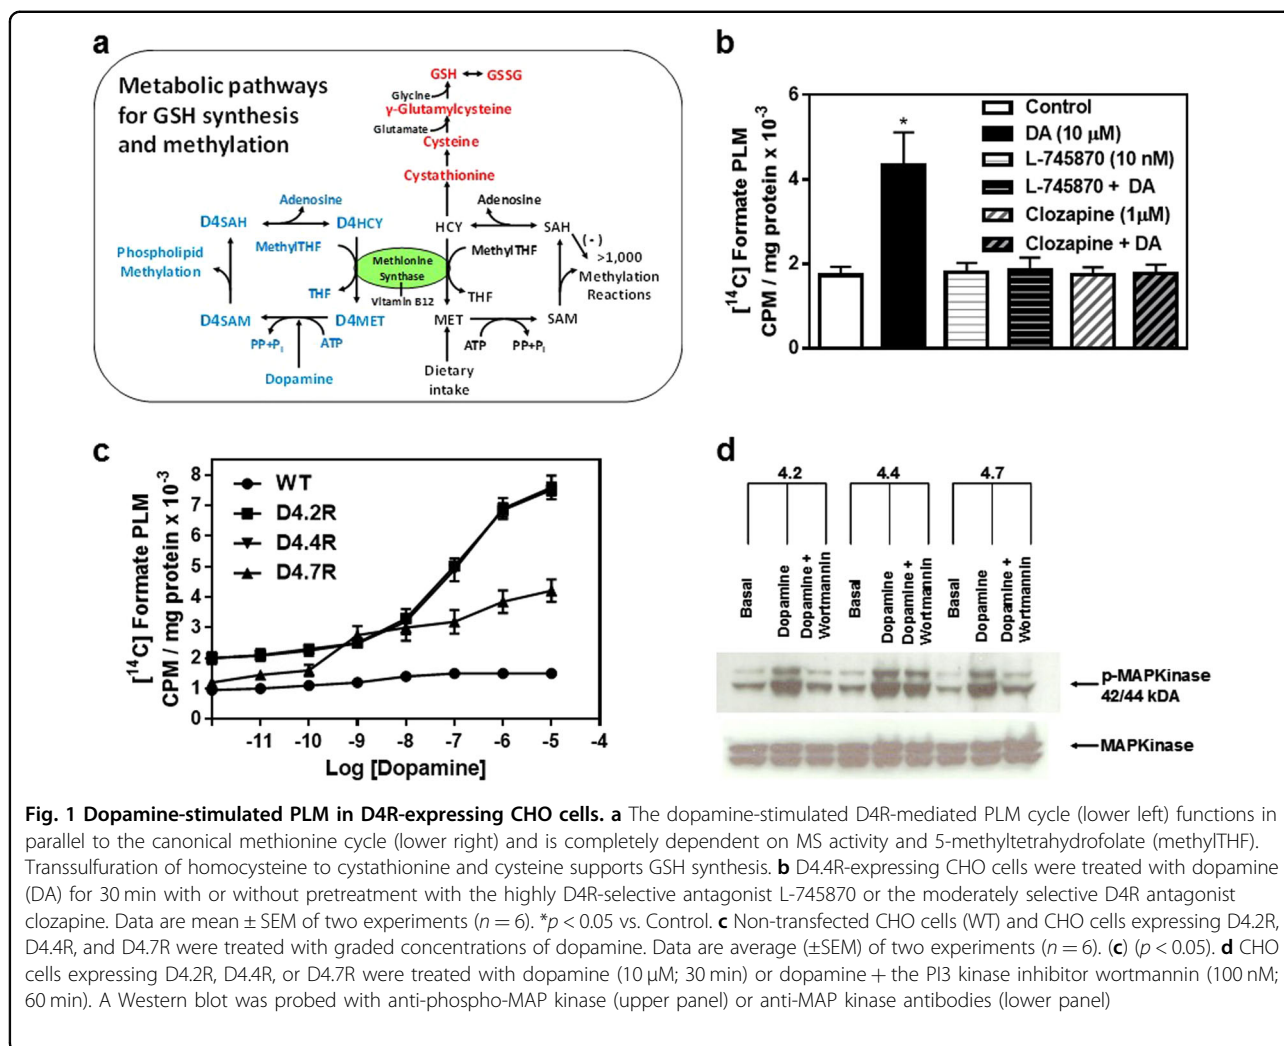 a
Metabolic pathways
for GSH synthesis
and methylation
GSH
GSSG
Glycine
γ-Glutamylcysteine
Glutamate
Cysteine
Cystathionine
Adenosine
D4SAH
D4HCY
HCY
Adenosine
SAH
MethylTHF
MethylTHF
(-)
>1,000
Methylation
Reactions
Phospholipid
Methylation
Methionine
Synthase
Vitamin B12
THF
THF
D4SAM
D4MET
MET
SAM
PP+Pi
ATP
ATP
PP+Pi
Dopamine
Dietary
intake
b
[14C] Formate PLM
CPM / mg protein x 10-3
6
4
2
0
*
Control
DA (10 μM)
L-745870 (10 nM)
L-745870 + DA
Clozapine (1μM)
Clozapine + DA
c
[14C] Formate PLM
CPM / mg protein x 10-3
8
7
6
5
4
3
2
1
0
WT
D4.2R
D4.4R
D4.7R
-11 -10 -9 -8 -7 -6 -5 -4
Log [Dopamine]
d
4.2 4.4 4.7
Basal
Dopamine
Dopamine +
Wortmannin
Basal
Dopamine
Dopamine +
Wortmannin
Basal
Dopamine
Dopamine +
Wortmannin
p-MAPKinase
42/44 kDA
MAPKinase
Fig. 1 Dopamine-stimulated PLM in D4R-expressing CHO cells. a The dopamine-stimulated D4R-mediated PLM cycle (lower left) functions in
parallel to the canonical methionine cycle (lower right) and is completely dependent on MS activity and 5-methyltetrahydrofolate (methylTHF).
Transsulfuration of homocysteine to cystathionine and cysteine supports GSH synthesis. b D4.4R-expressing CHO cells were treated with dopamine
(DA) for 30 min with or without pretreatment with the highly D4R-selective antagonist L-745870 or the moderately selective D4R antagonist
clozapine. Data are mean ± SEM of two experiments (n = 6). *p < 0.05 vs. Control. c Non-transfected CHO cells (WT) and CHO cells expressing D4.2R,
D4.4R, and D4.7R were treated with graded concentrations of dopamine. Data are average (±SEM) of two experiments (n = 6). (c) (p < 0.05). d CHO
cells expressing D4.2R, D4.4R, or D4.7R were treated with dopamine (10 µM; 30 min) or dopamine + the PI3 kinase inhibitor wortmannin (100 nM;
60 min). A Western blot was probed with anti-phospho-MAP kinase (upper panel) or anti-MAP kinase antibodies (lower panel)